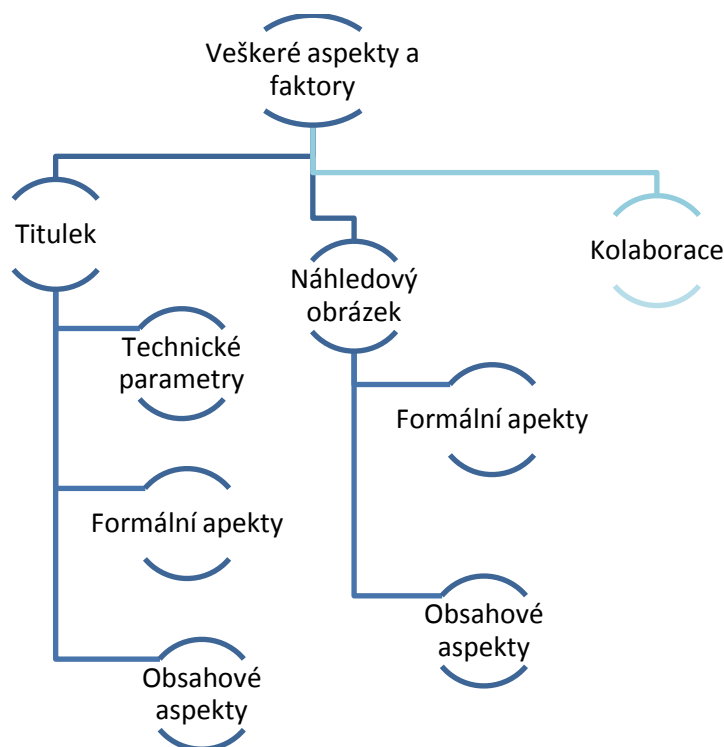 Veškeré aspekty a
faktory
Titulek
Technické
parametry
Formální apekty
Obsahové
aspekty
Náhledový
obrázek
Formální apekty
Obsahové
aspekty
Kolaborace